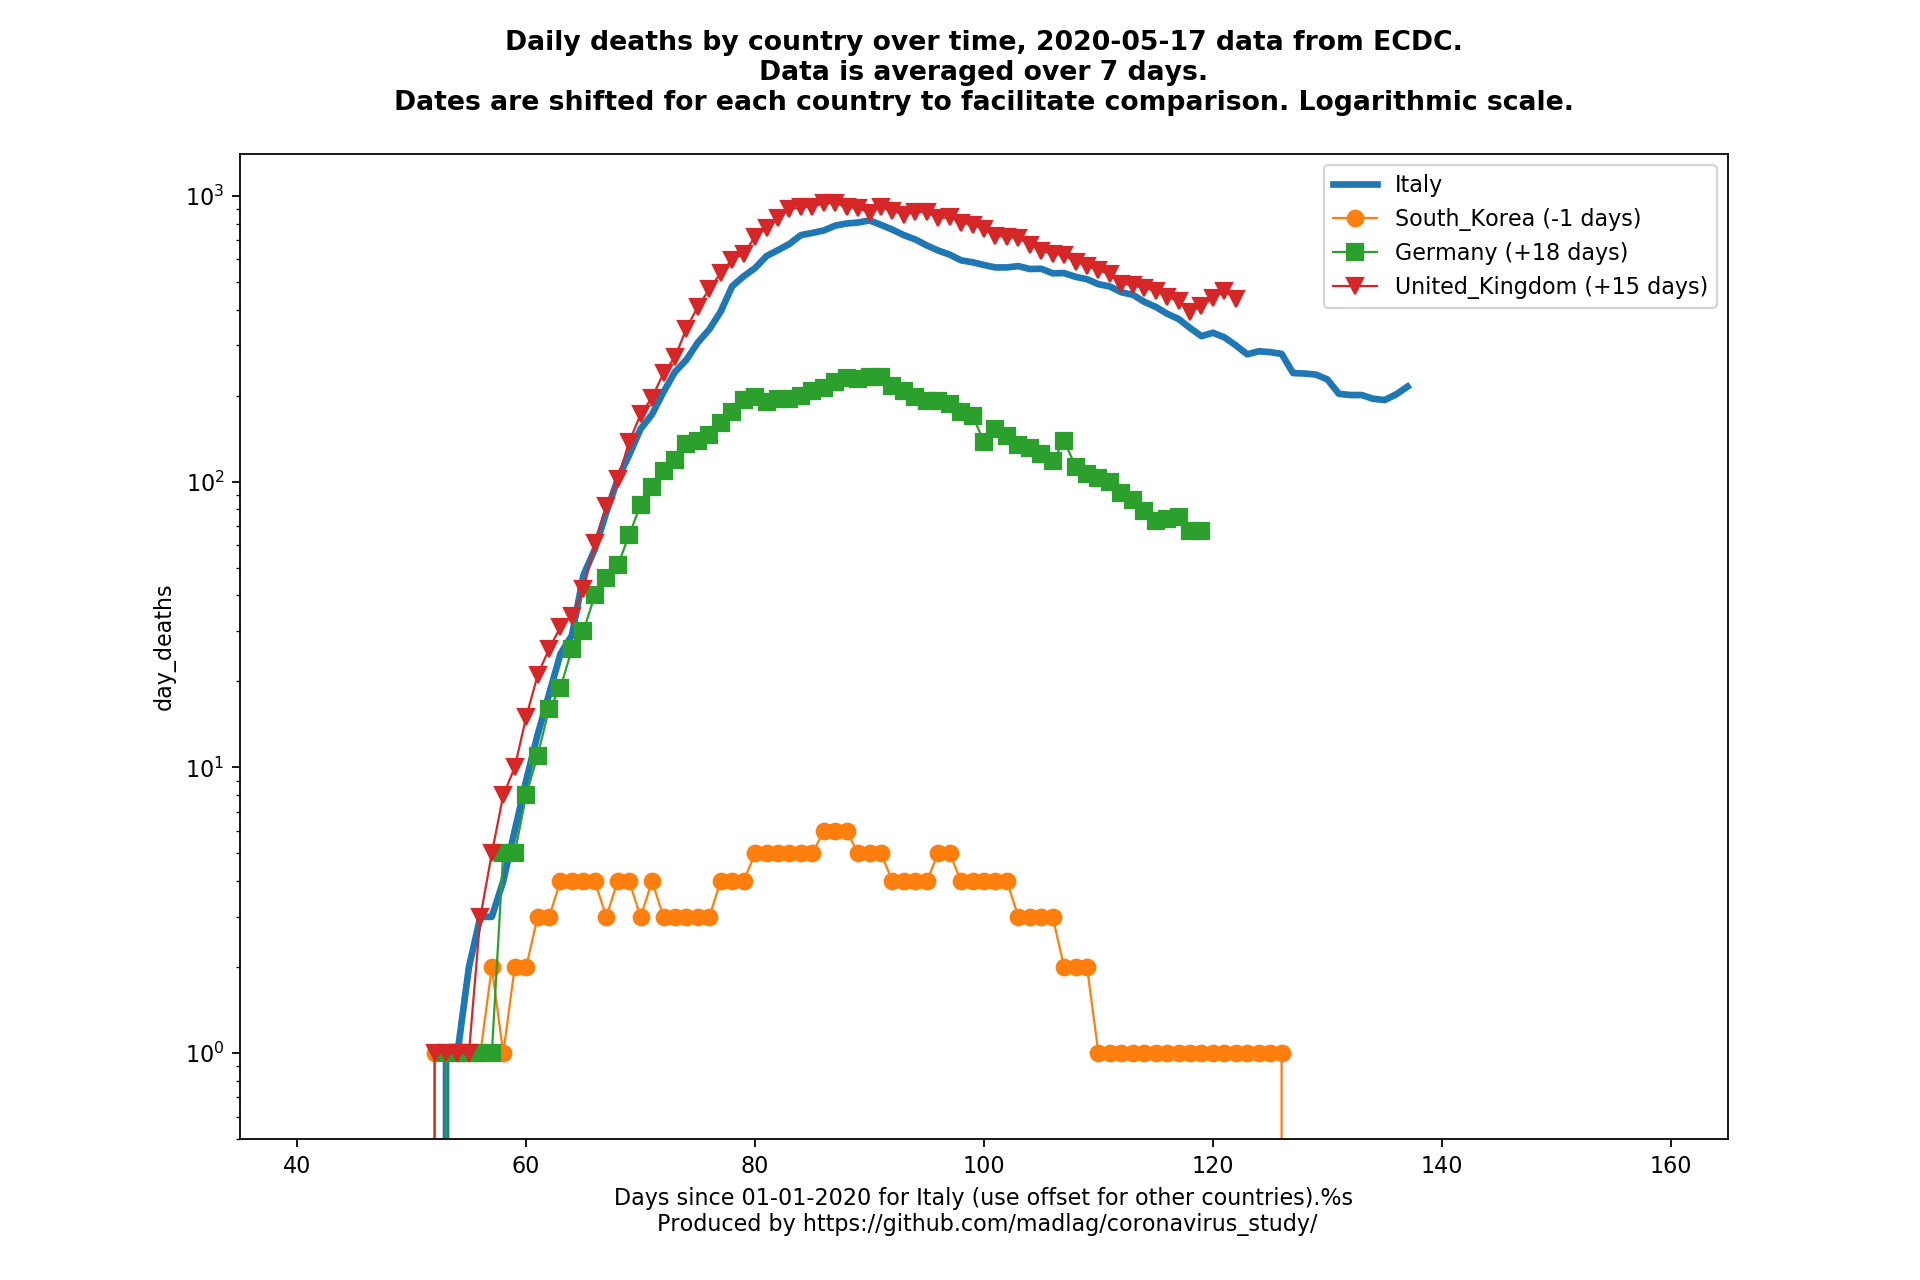 Daily deaths by country over time, 2020-05-17 data from ECDC.
Data is averaged over 7 days.
Dates are shifted for each country to facilitate comparison. Logarithmic scale.
Italy
South_Korea (-1 days)
Germany (+18 days)
United_Kingdom (+15 days)
day_deaths
10³
10²
10¹
10⁰
40 60 80 100 120 140 160
Days since 01-01-2020 for Italy (use offset for other countries).%s
Produced by https://github.com/madlag/coronavirus_study/